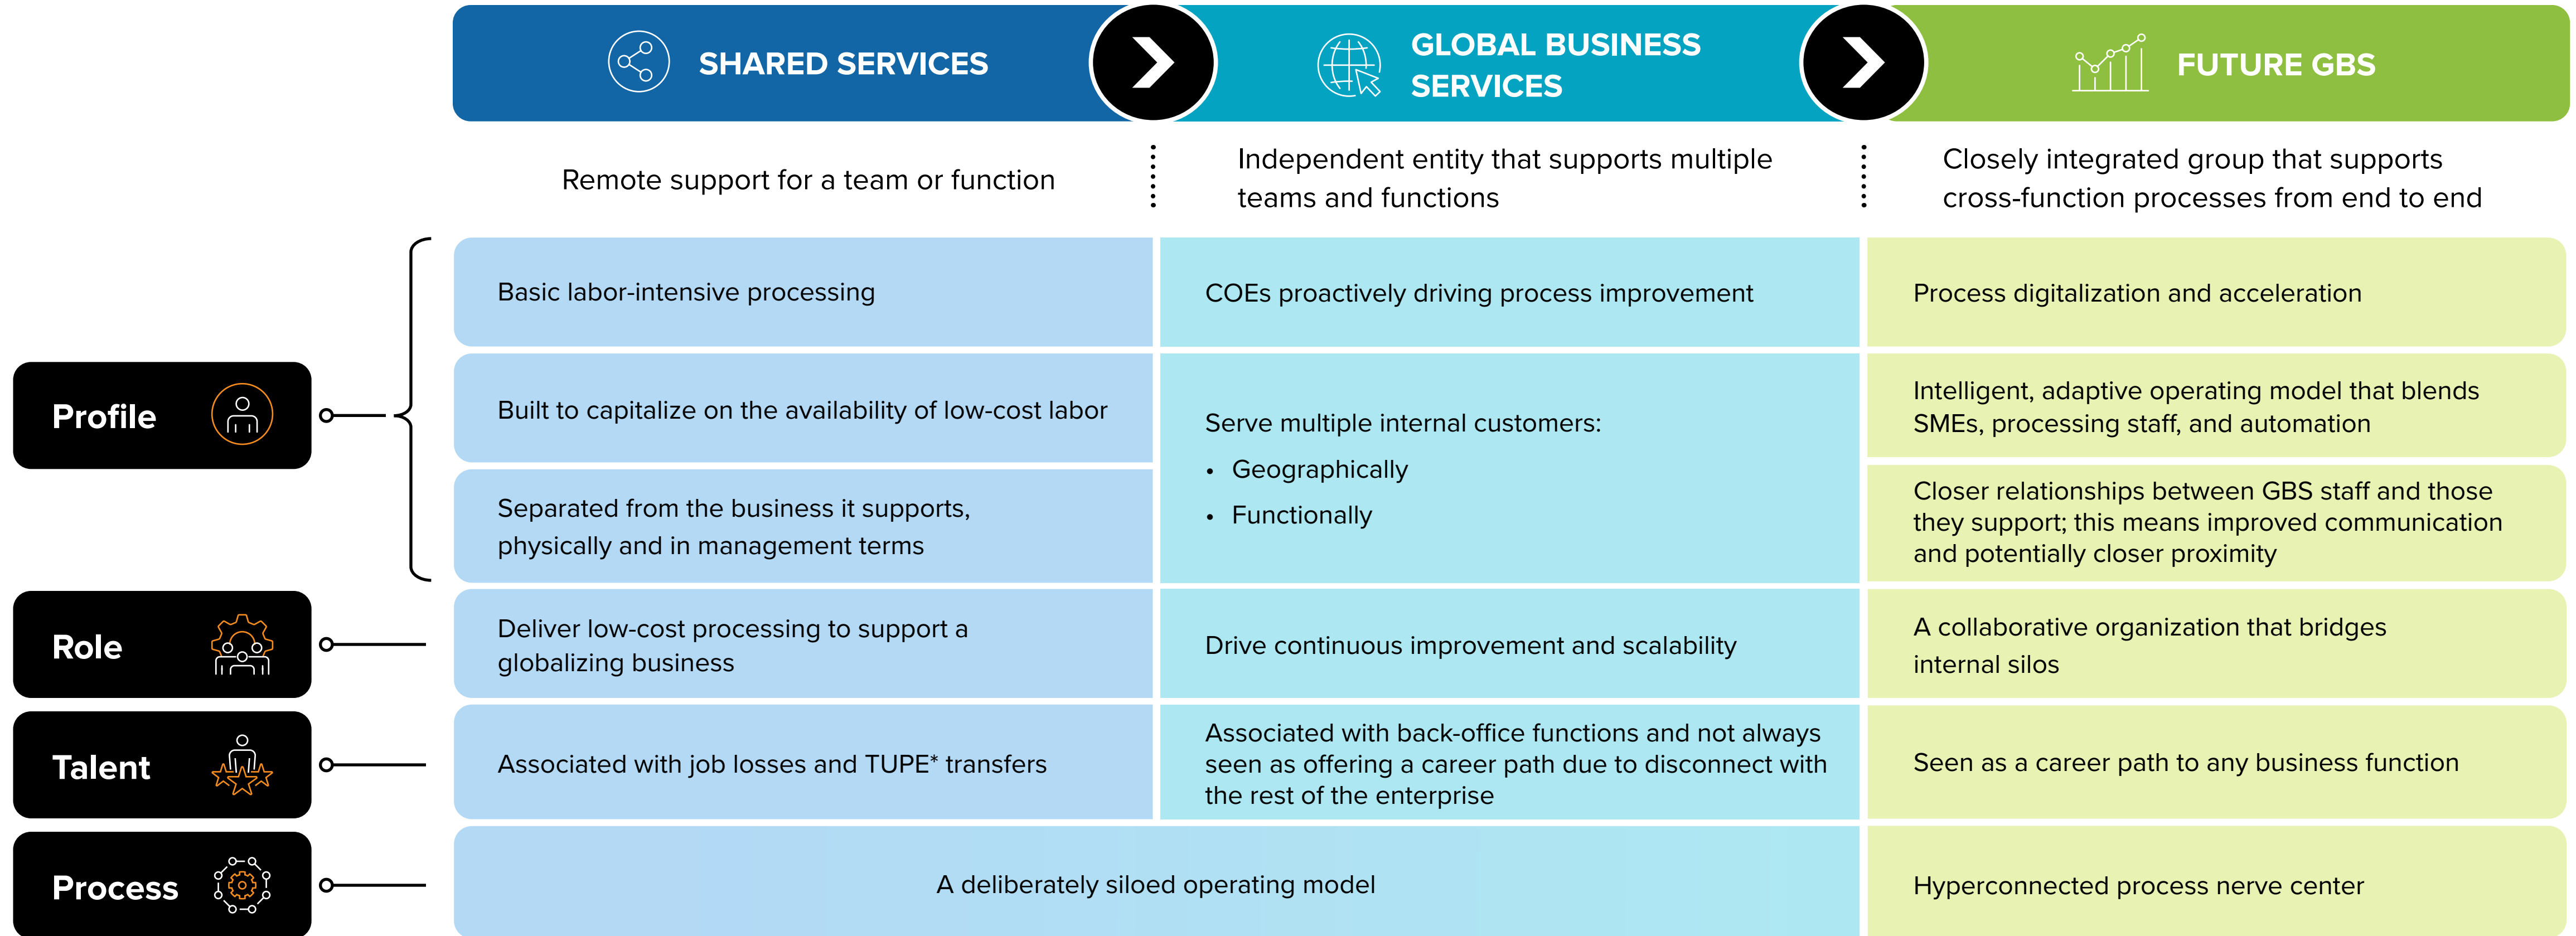 SHARED SERVICES
GLOBAL BUSINESS
SERVICES
FUTURE GBS
Remote support for a team or function
Independent entity that supports multiple
teams and functions
Closely integrated group that supports
cross-function processes from end to end
Profile
Basic labor-intensive processing
COEs proactively driving process improvement
Process digitalization and acceleration
Built to capitalize on the availability of low-cost labor
Serve multiple internal customers:
• Geographically
• Functionally
Intelligent, adaptive operating model that blends
SMEs, processing staff, and automation
Separated from the business it supports,
physically and in management terms
Closer relationships between GBS staff and those
they support; this means improved communication
and potentially closer proximity
Role
Deliver low-cost processing to support a
globalizing business
Drive continuous improvement and scalability
A collaborative organization that bridges
internal silos
Talent
Associated with job losses and TUPE* transfers
Associated with back-office functions and not always
seen as offering a career path due to disconnect with
the rest of the enterprise
Seen as a career path to any business function
Process
A deliberately siloed operating model
Hyperconnected process nerve center